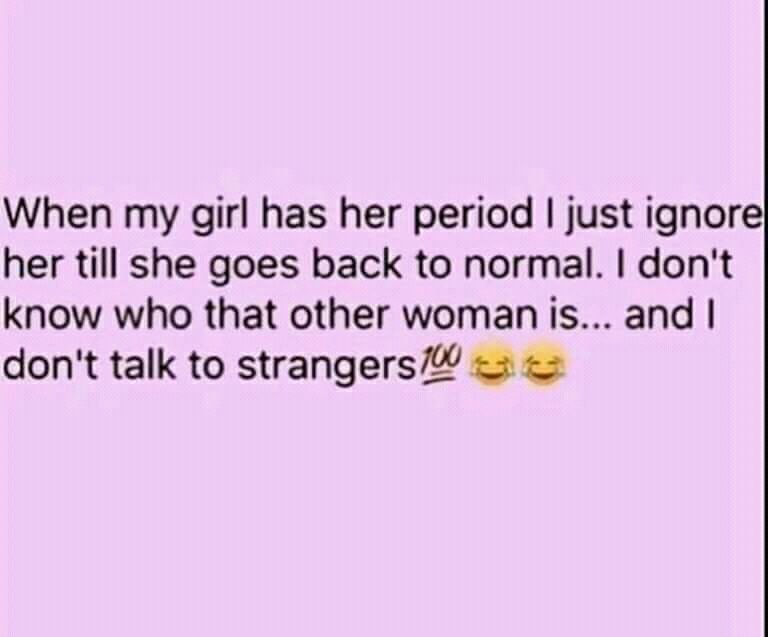 When my girl has her period I just ignore
her till she goes back to normal. I don't
know who that other woman is... and I
don't talk to strangers💯 😂😂